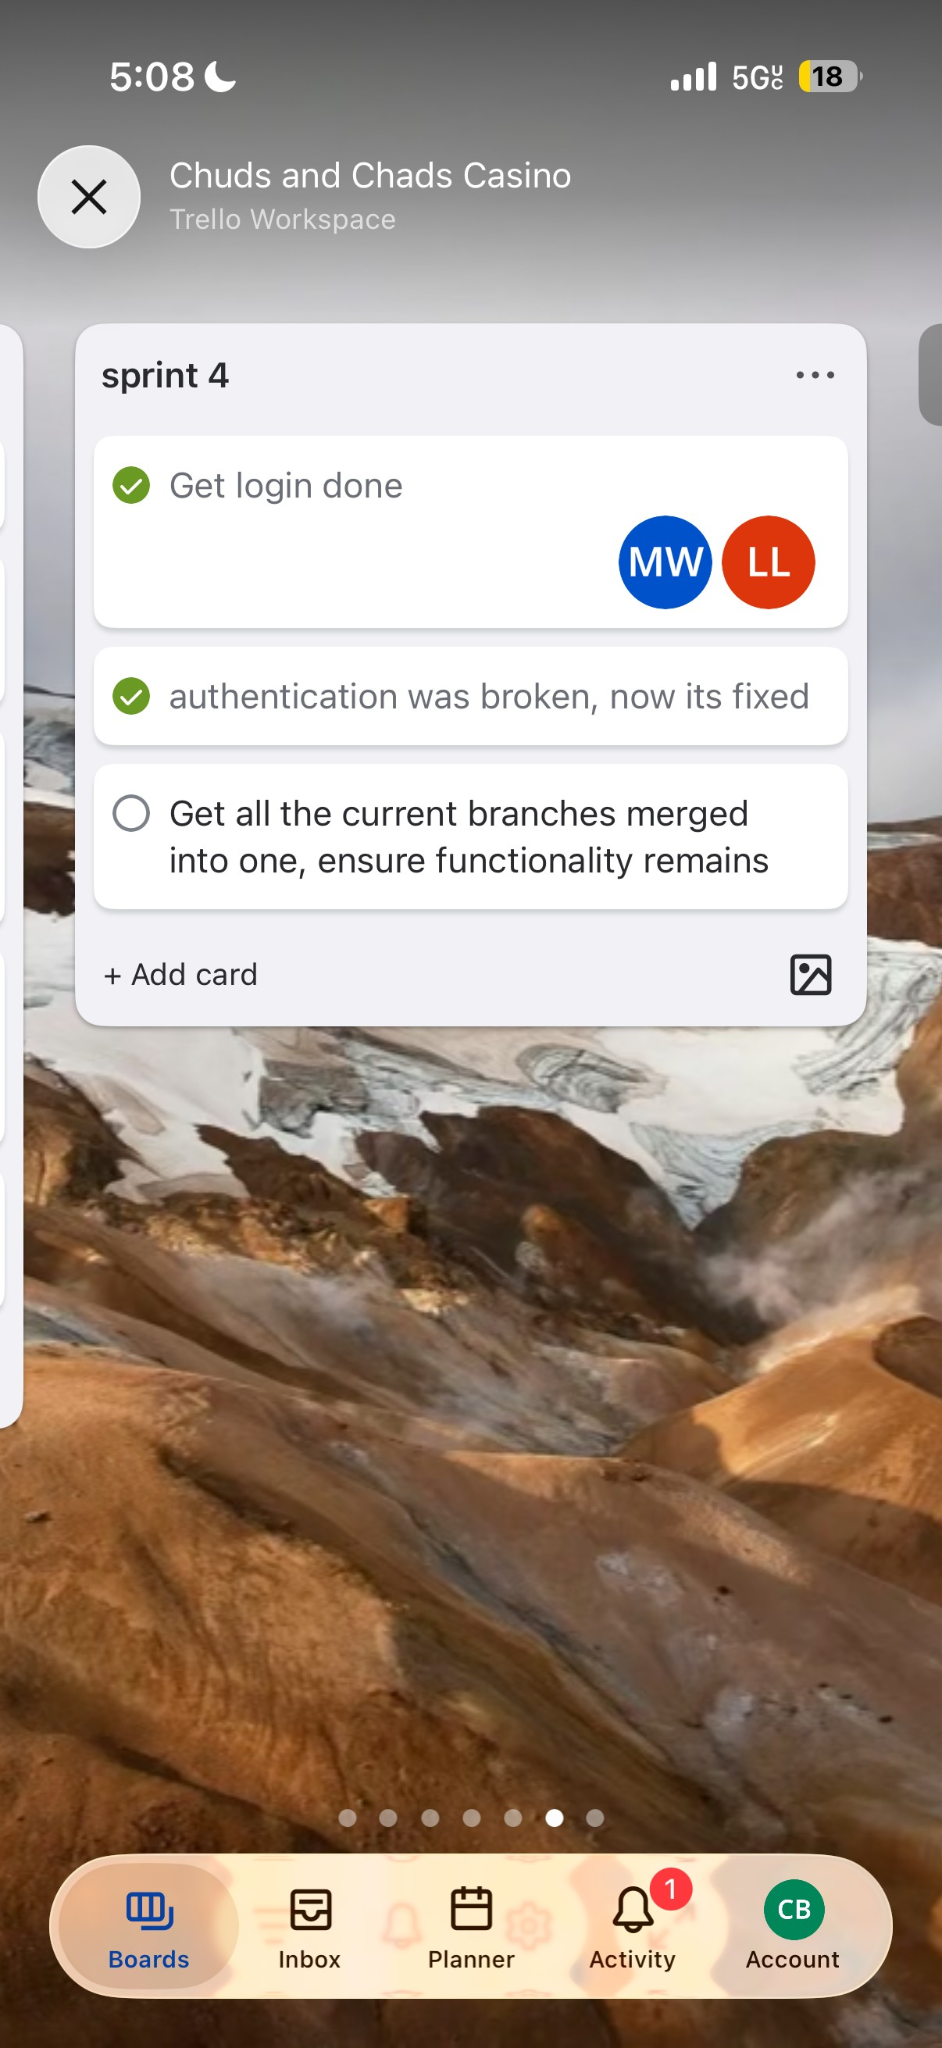 5:08
5GUC
18
Chuds and Chads Casino
Trello Workspace
sprint 4
Get login done
MW LL
authentication was broken, now its fixed
Get all the current branches merged
into one, ensure functionality remains
+ Add card
1
CB
Boards Inbox Planner Activity Account